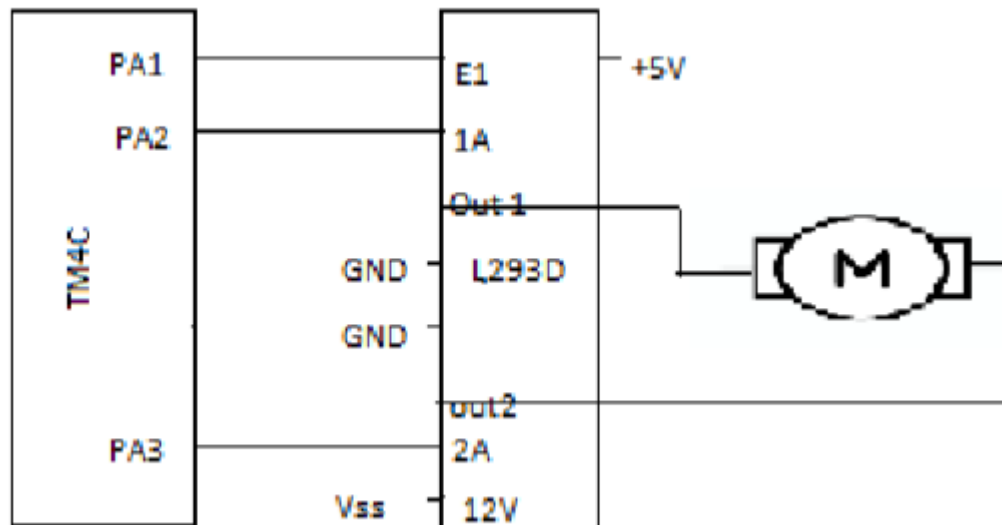 PA1
E1
+5V
PA2
1A
Out 1
TM4C
GND
L293D
M
GND
out2
PA3
2A
Vss
12V